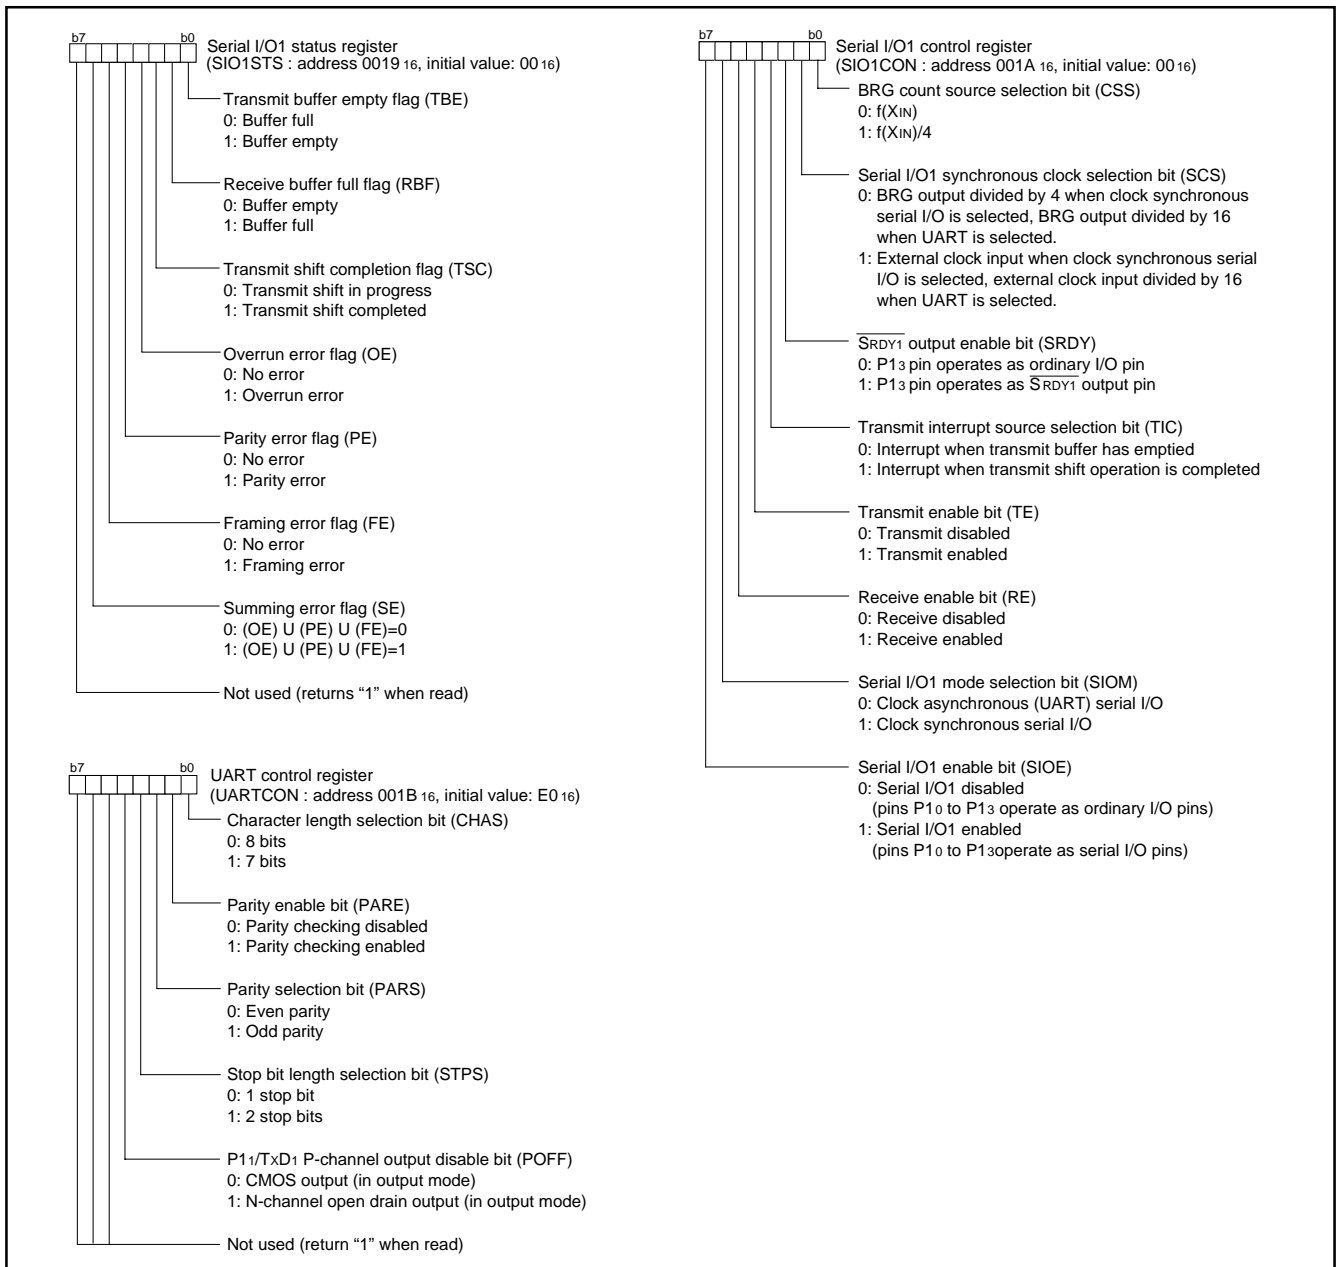 b7 b0
Serial I/O1 status register
(SIO1STS : address 0019 16, initial value: 00 16)
Transmit buffer empty flag (TBE)
0: Buffer full
1: Buffer empty
Receive buffer full flag (RBF)
0: Buffer empty
1: Buffer full
Transmit shift completion flag (TSC)
0: Transmit shift in progress
1: Transmit shift completed
Overrun error flag (OE)
0: No error
1: Overrun error
Parity error flag (PE)
0: No error
1: Parity error
Framing error flag (FE)
0: No error
1: Framing error
Summing error flag (SE)
0: (OE) U (PE) U (FE)=0
1: (OE) U (PE) U (FE)=1
Not used (returns “1” when read)
b7 b0
UART control register
(UARTCON : address 001B 16, initial value: E0 16)
Character length selection bit (CHAS)
0: 8 bits
1: 7 bits
Parity enable bit (PARE)
0: Parity checking disabled
1: Parity checking enabled
Parity selection bit (PARS)
0: Even parity
1: Odd parity
Stop bit length selection bit (STPS)
0: 1 stop bit
1: 2 stop bits
P11/TXD1 P-channel output disable bit (POFF)
0: CMOS output (in output mode)
1: N-channel open drain output (in output mode)
Not used (return “1” when read)
b7 b0
Serial I/O1 control register
(SIO1CON : address 001A 16, initial value: 00 16)
BRG count source selection bit (CSS)
0: f(XIN)
1: f(XIN)/4
Serial I/O1 synchronous clock selection bit (SCS)
0: BRG output divided by 4 when clock synchronous
serial I/O is selected, BRG output divided by 16
when UART is selected.
1: External clock input when clock synchronous serial
I/O is selected, external clock input divided by 16
when UART is selected.
SRDY1 output enable bit (SRDY)
0: P13 pin operates as ordinary I/O pin
1: P13 pin operates as SRDY1 output pin
Transmit interrupt source selection bit (TIC)
0: Interrupt when transmit buffer has emptied
1: Interrupt when transmit shift operation is completed
Transmit enable bit (TE)
0: Transmit disabled
1: Transmit enabled
Receive enable bit (RE)
0: Receive disabled
1: Receive enabled
Serial I/O1 mode selection bit (SIOM)
0: Clock asynchronous (UART) serial I/O
1: Clock synchronous serial I/O
Serial I/O1 enable bit (SIOE)
0: Serial I/O1 disabled
(pins P10 to P13 operate as ordinary I/O pins)
1: Serial I/O1 enabled
(pins P10 to P13operate as serial I/O pins)